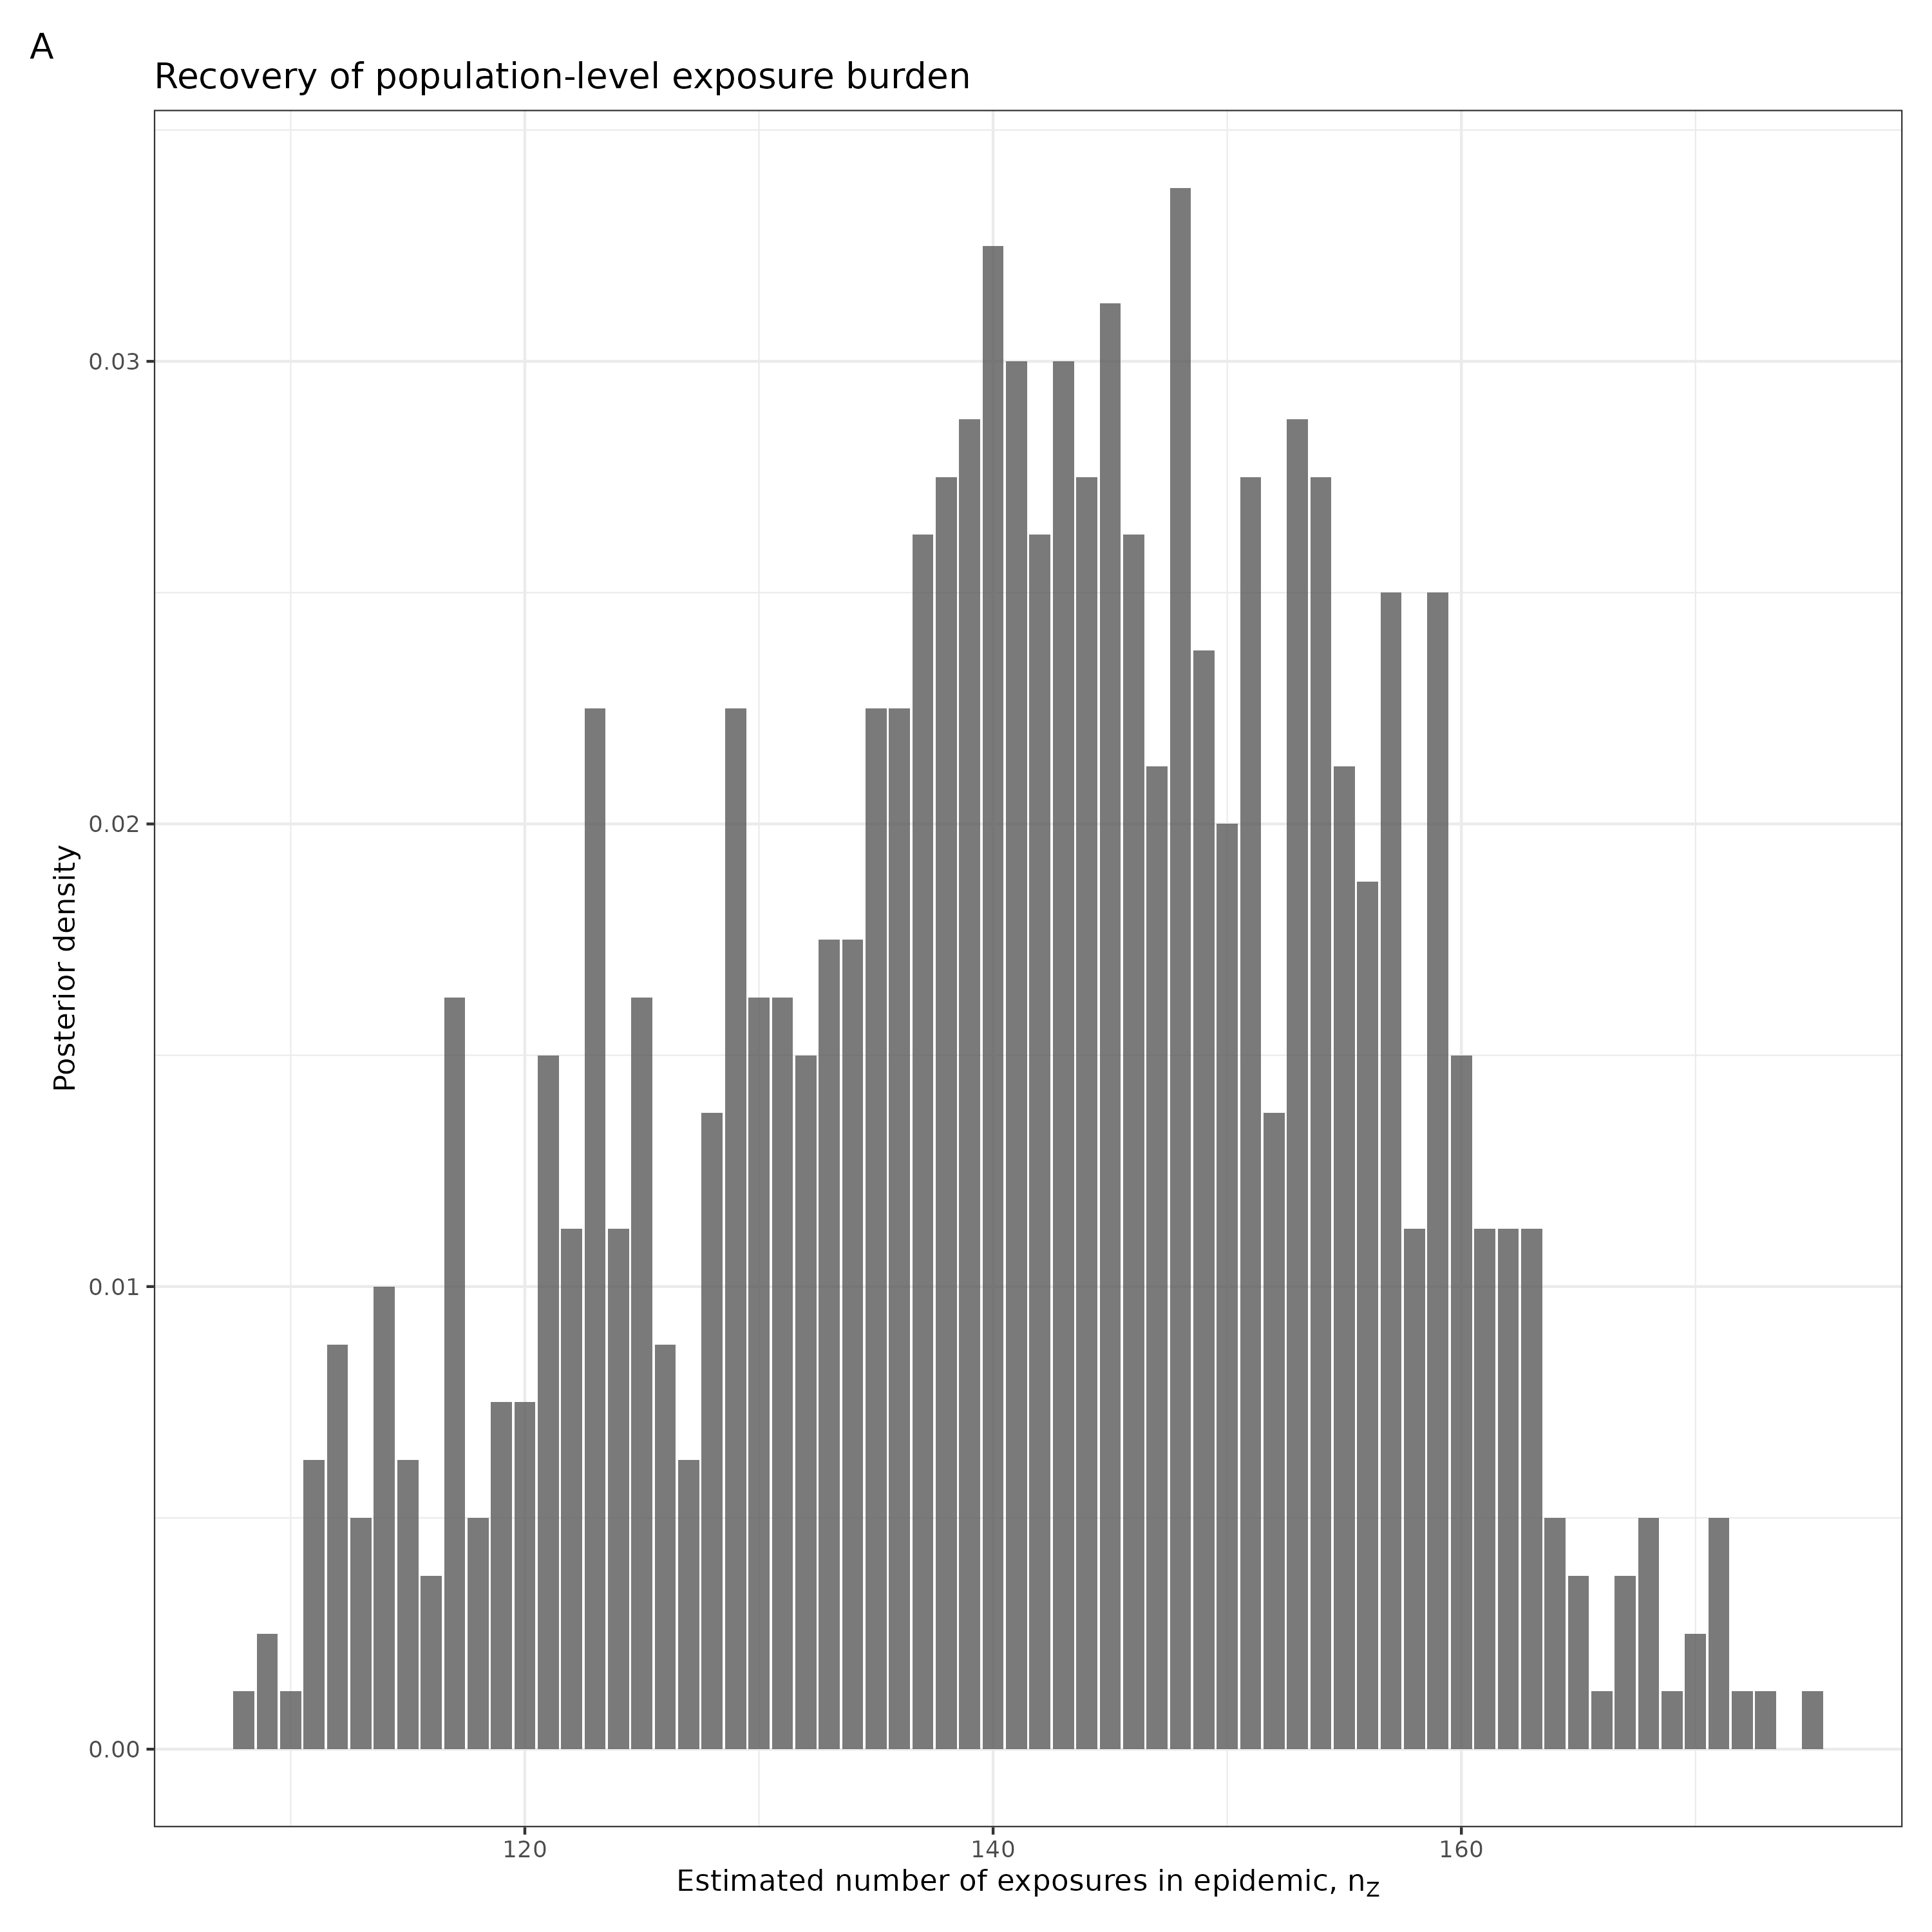 A
Recovery of population-level exposure burden
Posterior density
0.03
0.02
0.01
0.00
120 140 160
Estimated number of exposures in epidemic, nZ